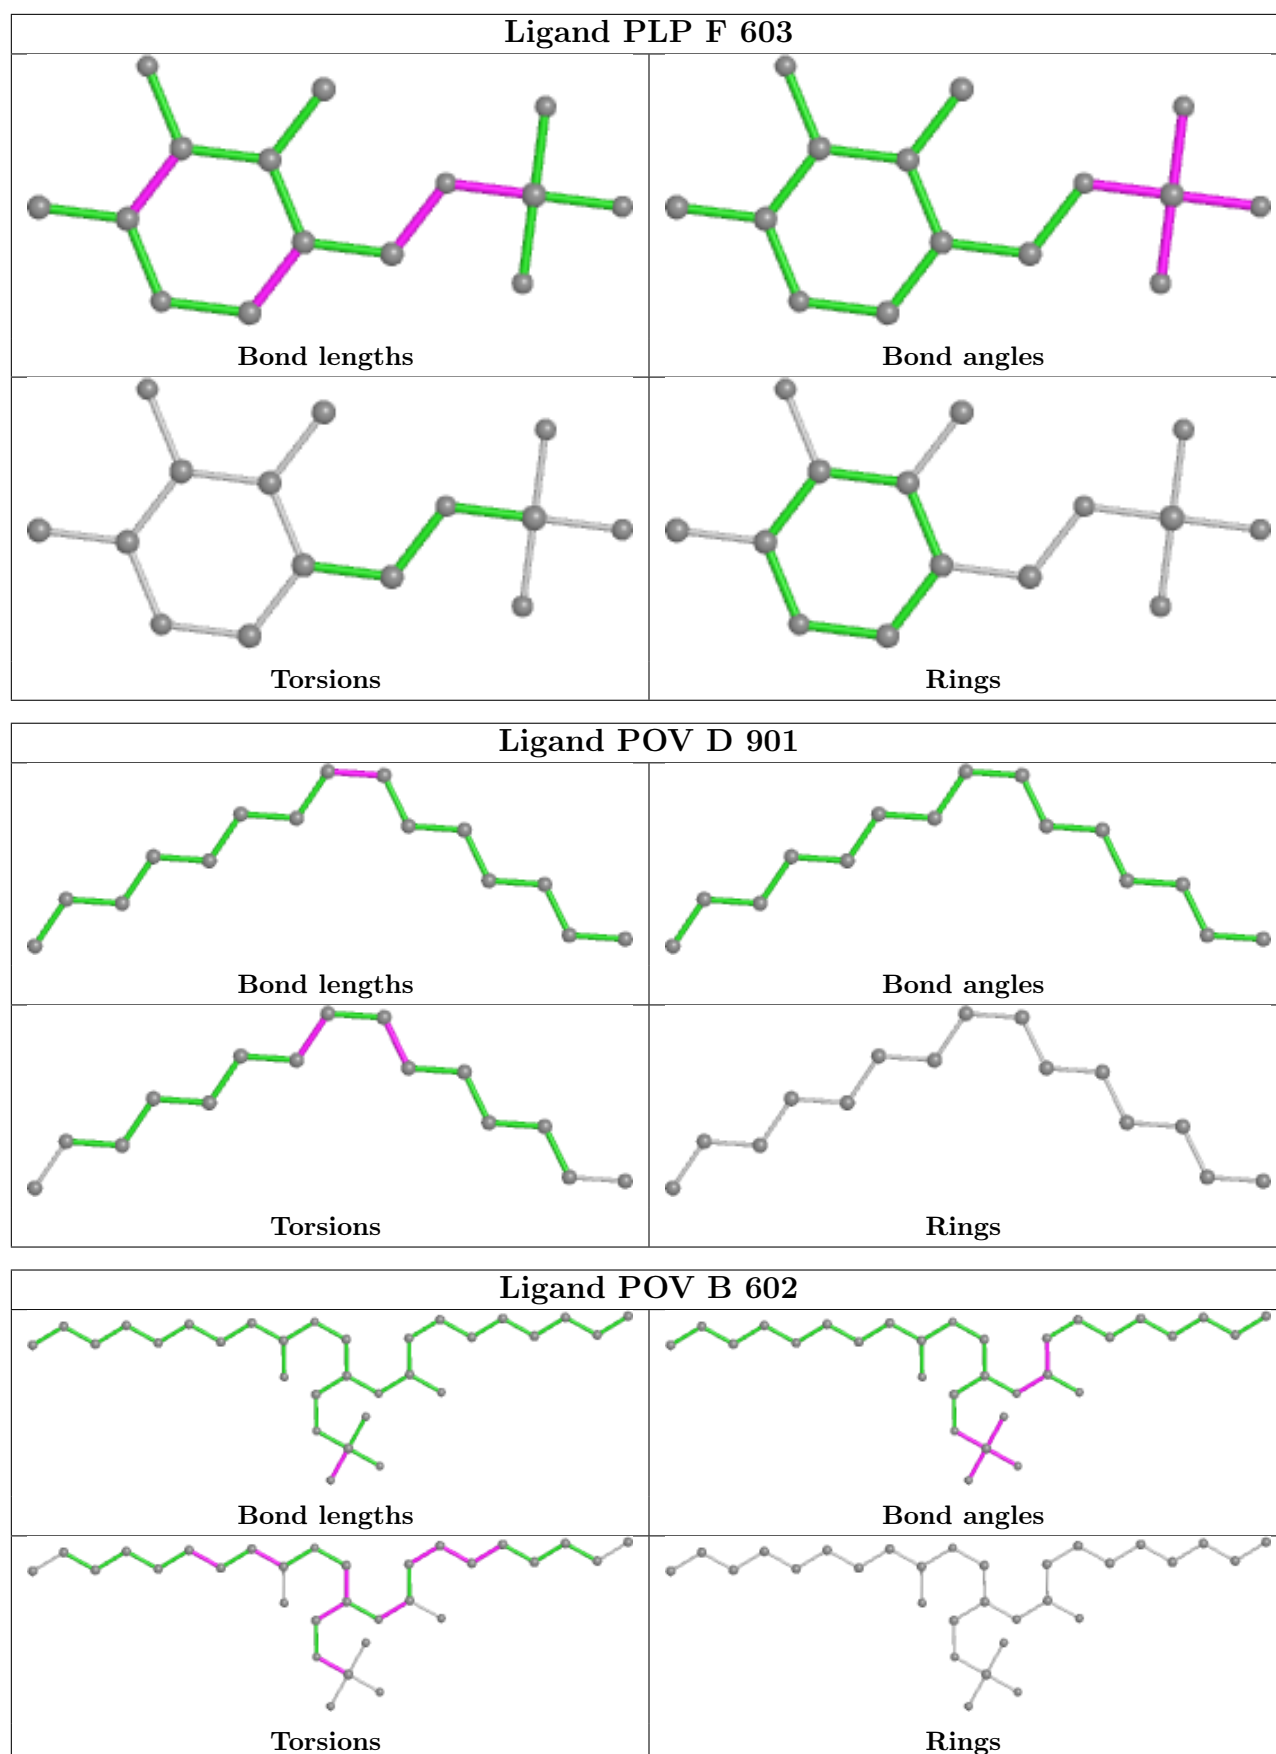 Ligand PLP F 603
Bond lengths
Bond angles
Torsions
Rings
Ligand POV D 901
Bond lengths
Bond angles
Torsions
Rings
Ligand POV B 602
Bond lengths
Bond angles
Torsions
Rings